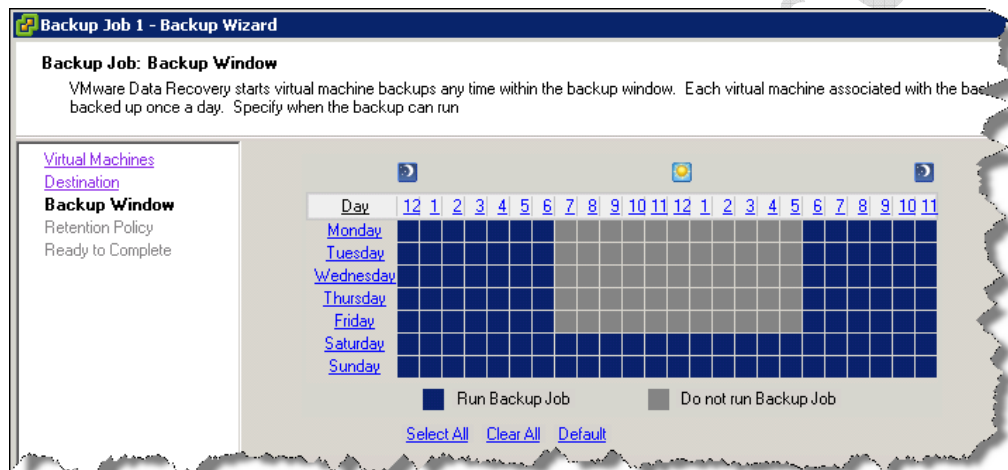 Backup Job 1 - Backup Wizard
Backup Job: Backup Window
VMware Data Recovery starts virtual machine backups any time within the backup window. Each virtual machine associated with the
backed up once a day. Specify when the backup can run
Virtual Machines
Destination
Backup Window
Retention Policy
Ready to Complete
Day 12 1 2 3 4 5 6 7 8 9 10 11 12 1 2 3 4 5 6 7 8 9 10 11
Monday
Tuesday
Wednesday
Thursday
Friday
Saturday
Sunday
Run Backup Job Do not run Backup Job
Select All Clear All Default